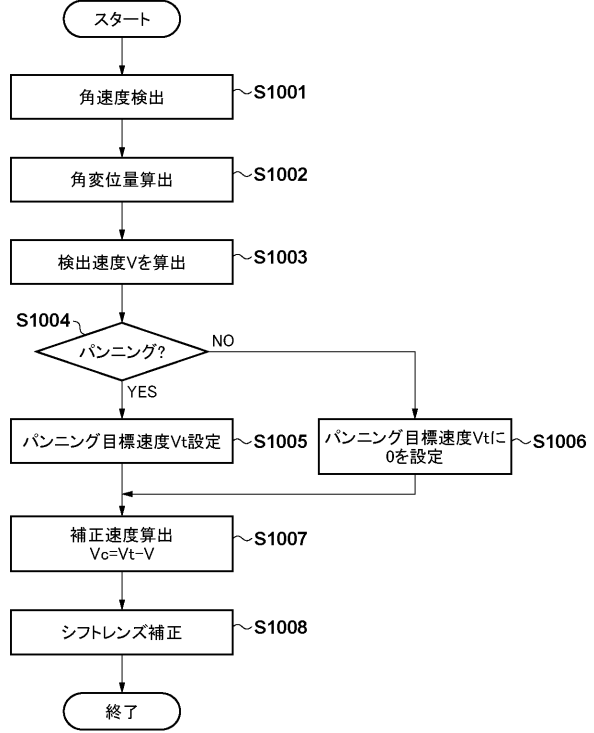 スタート
角速度検出
S1001
角変位量算出
S1002
検出速度Vを算出
S1003
S1004
パンニング?
NO
YES
パンニング目標速度Vt設定
S1005
パンニング目標速度Vtに
0を設定
S1006
補正速度算出
Vc=Vt-V
S1007
シフトレンズ補正
S1008
終了